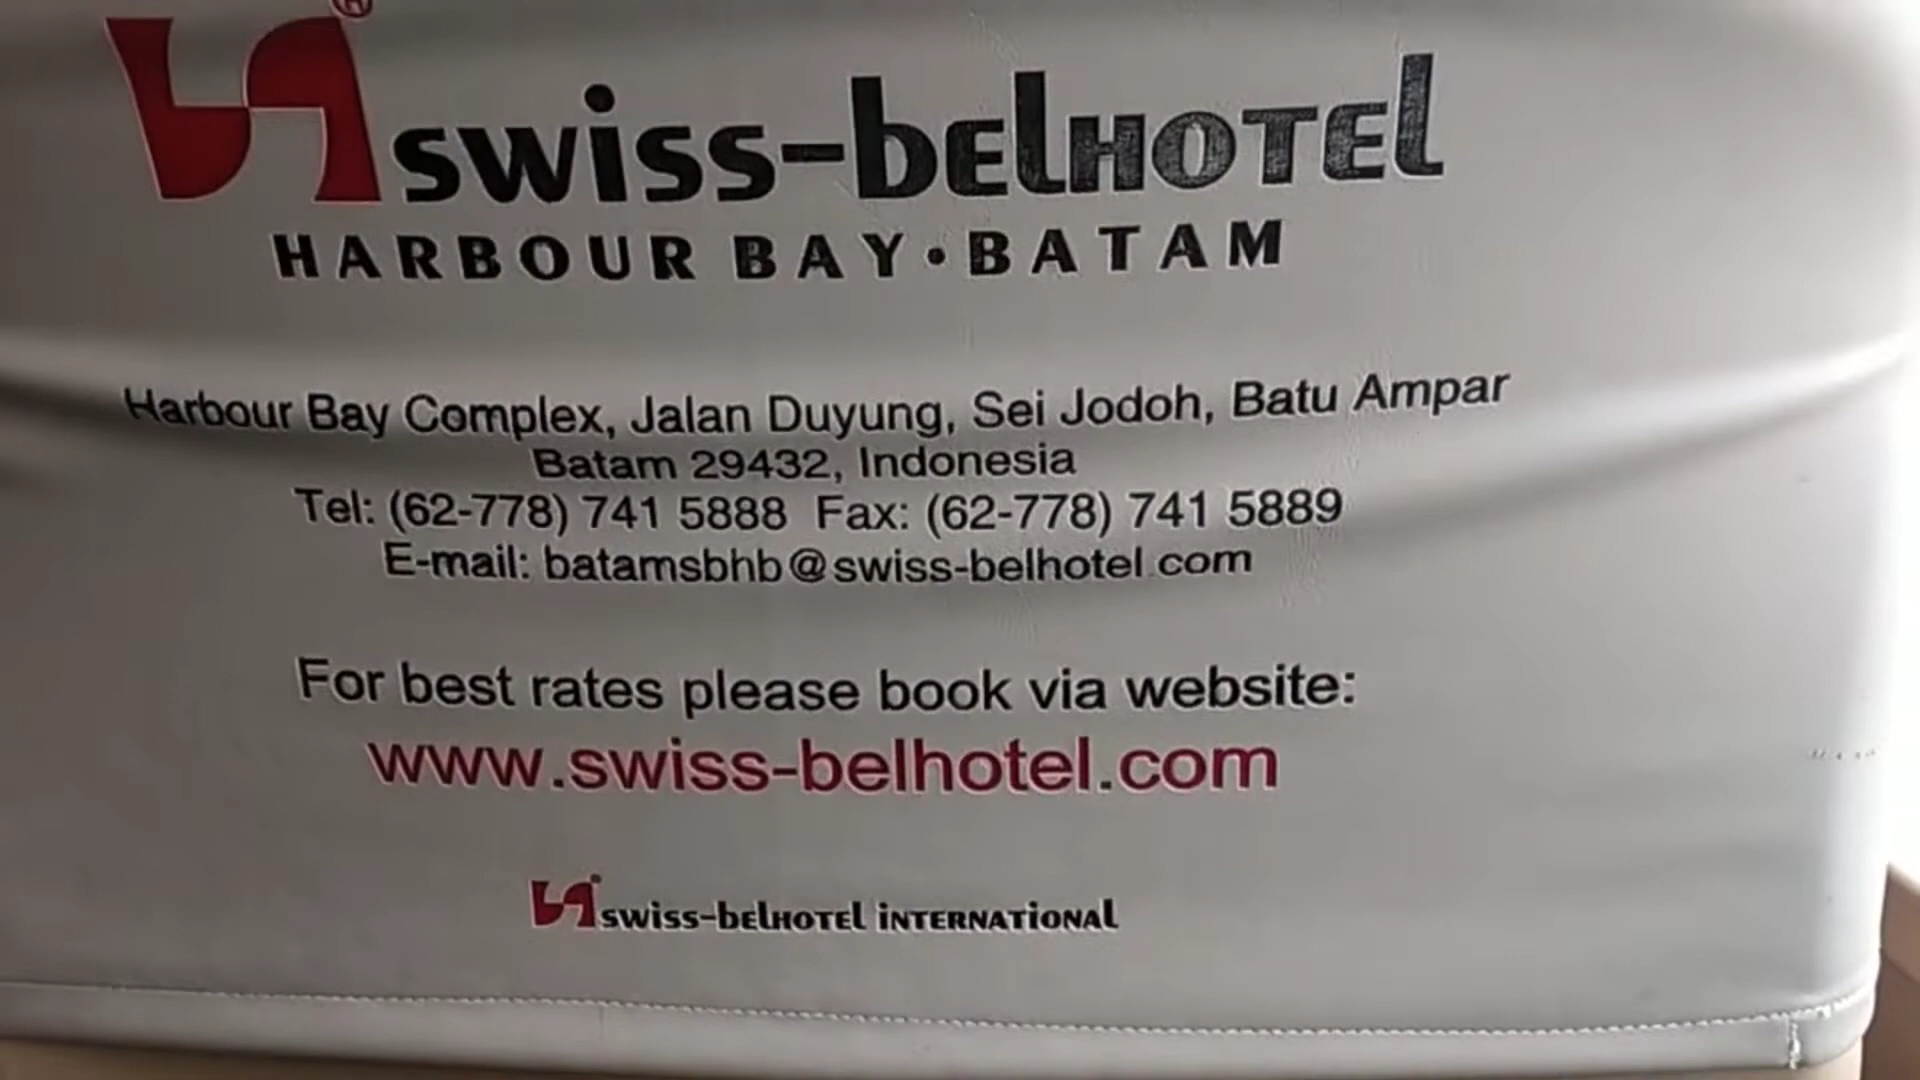 swiss-belHOTEl
HARBOUR BAY • BATAM
Harbour Bay Complex, Jalan Duyung, Sei Jodoh, Batu Ampar
Batam 29432, Indonesia
Tel: (62-778) 741 5888 Fax: (62-778) 741 5889
E-mail: batamsbhb@swiss-belhotel.com
For best rates please book via website:
www.swiss-belhotel.com
swiss-belHOTEl iNTERNATiONAl